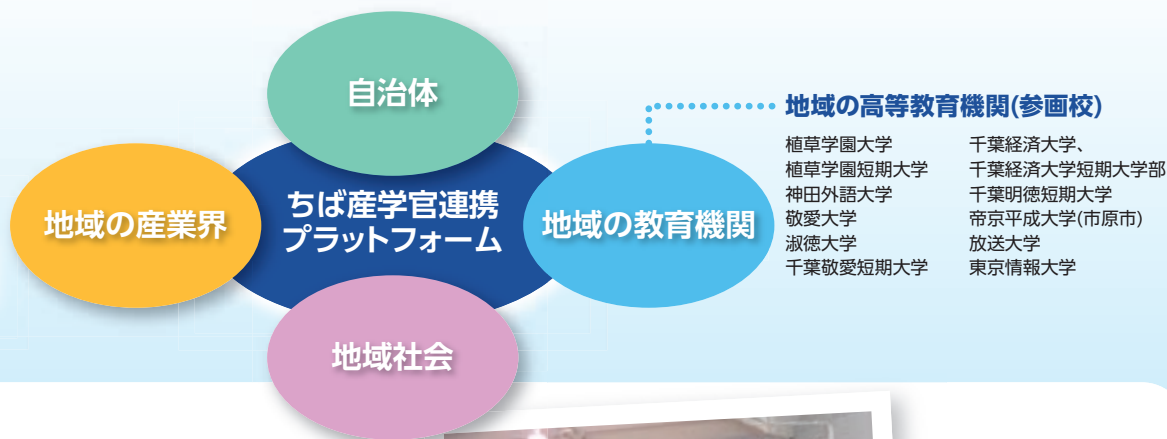 自治体
地域の産業界
ちば産学官連携
プラットフォーム
地域の教育機関
地域社会
地域の高等教育機関(参画校)
植草学園大学
植草学園短期大学
神田外語大学
敬愛大学
淑徳大学
千葉敬愛短期大学
千葉経済大学、
千葉経済大学短期大学部
千葉明徳短期大学
帝京平成大学(市原市)
放送大学
東京情報大学